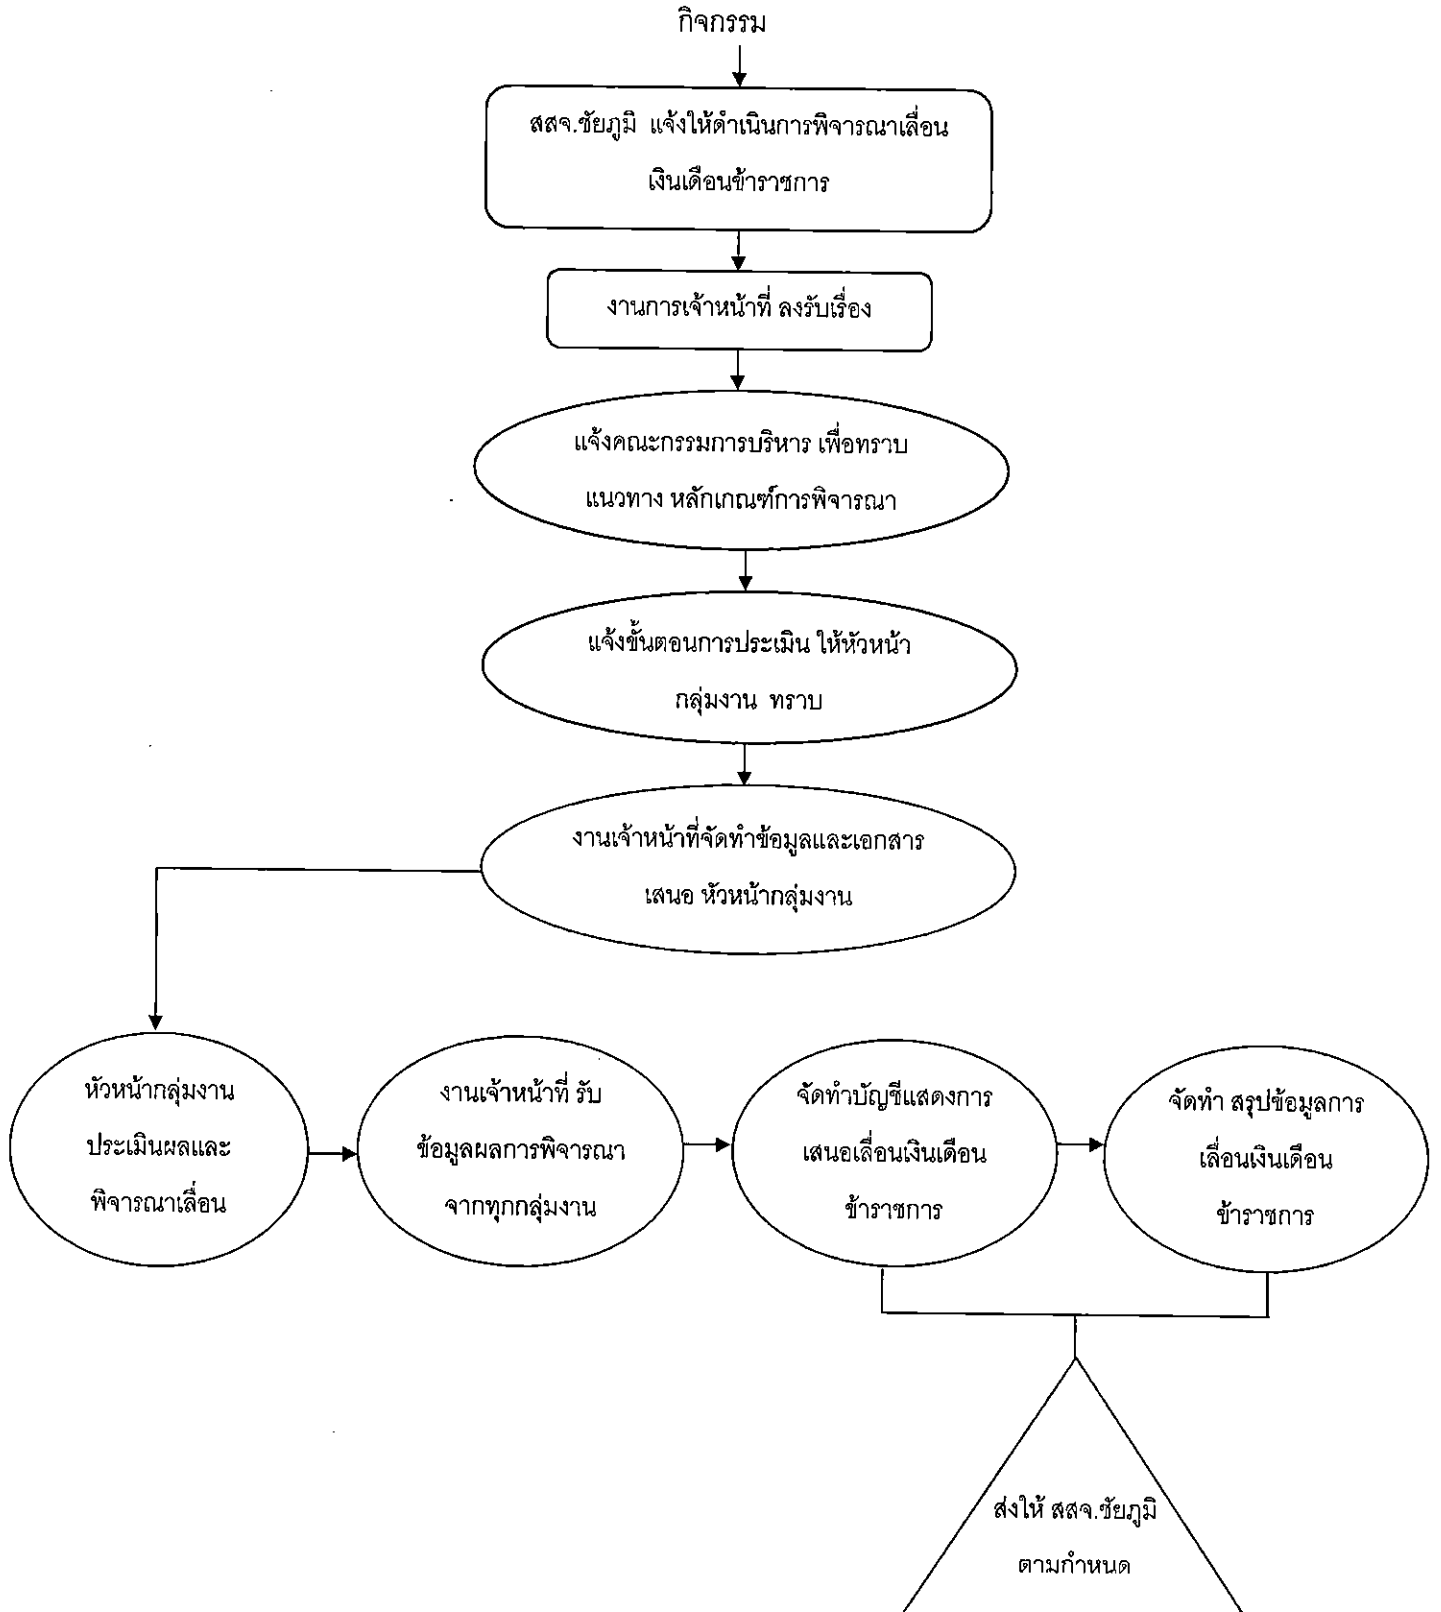 กิจกรรม
สสจ.ชัยภูมิ แจ้งให้ดำเนินการพิจารณาเลื่อน
เงินเดือนข้าราชการ
งานการเจ้าหน้าที่ ลงรับเรื่อง
แจ้งคณะกรรมการบริหาร เพื่อทราบ
แนวทาง หลักเกณฑ์การพิจารณา
แจ้งขั้นตอนการประเมิน ให้หัวหน้า
กลุ่มงาน ทราบ
งานเจ้าหน้าที่จัดทำข้อมูลและเอกสาร
เสนอ หัวหน้ากลุ่มงาน
หัวหน้ากลุ่มงาน
ประเมินผลและ
พิจารณาเลื่อน
งานเจ้าหน้าที่ รับ
ข้อมูลผลการพิจารณา
จากทุกกลุ่มงาน
จัดทำบัญชีแสดงการ
เสนอเลื่อนเงินเดือน
ข้าราชการ
จัดทำ สรุปข้อมูลการ
เลื่อนเงินเดือน
ข้าราชการ
ส่งให้ สสจ.ชัยภูมิ
ตามกำหนด